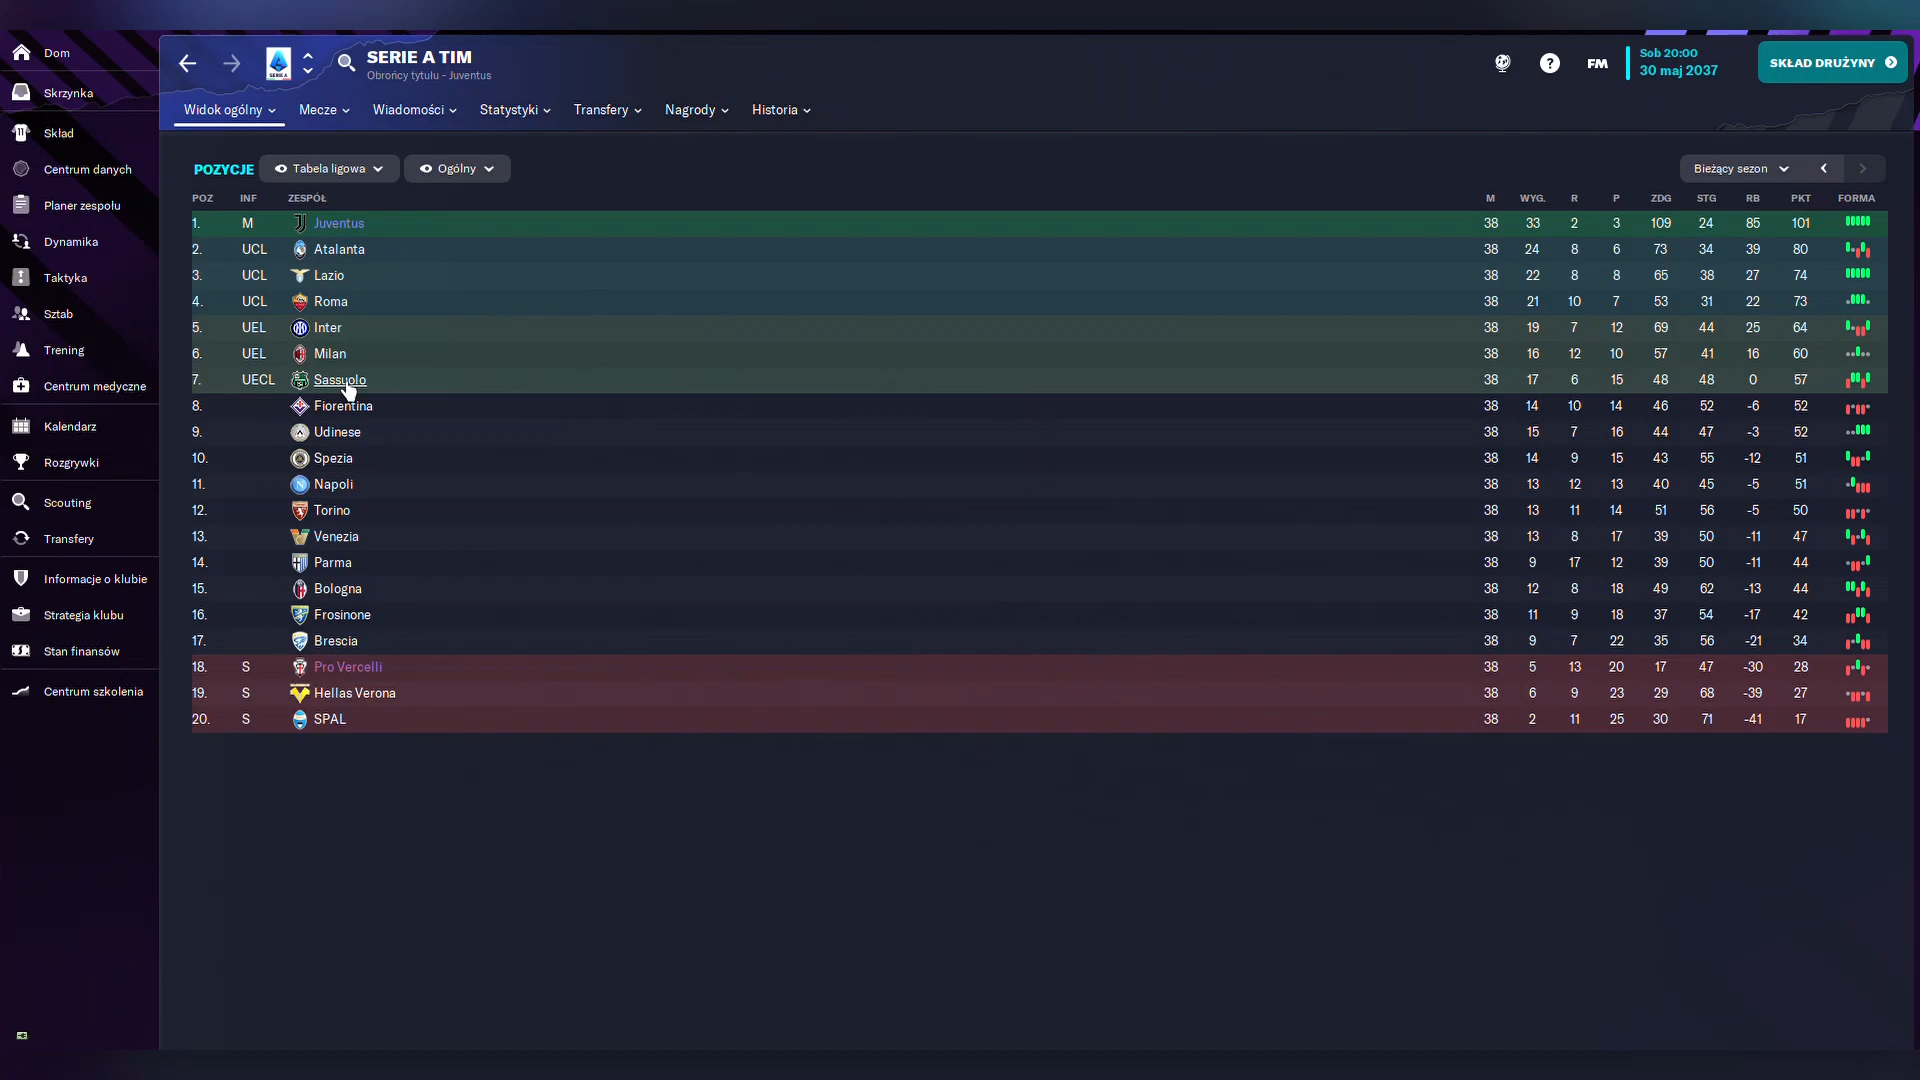 Dom
Skrzynka
Skład
Centrum danych
Planer zespołu
Dynamika
Taktyka
Sztab
Trening
Centrum medyczne
Kalendarz
Rozgrywki
Scouting
Transfery
Informacje o klubie
Strategia klubu
Stan finansów
Centrum szkolenia
SERIE A TIM
Obrońcy tytułu - Juventus
FM
Sob 20:00
30 maj 2037
SKŁAD DRUŻYNY
Widok ogólny Mecze Wiadomości Statystyki Transfery Nagrody Historia
POZYCJE Tabela ligowa Ogólny Bieżący sezon
POZ INF ZESPÓŁ M WYG. R P ZDG STG RB PKT FORMA
1. M Juventus 38 33 2 3 109 24 85 101
2. UCL Atalanta 38 24 8 6 73 34 39 80
3. UCL Lazio 38 22 8 8 65 38 27 74
4. UCL Roma 38 21 10 7 53 31 22 73
5. UEL Inter 38 19 7 12 69 44 25 64
6. UEL Milan 38 16 12 10 57 41 16 60
7. UECL Sassuolo 38 17 6 15 48 48 0 57
8. Fiorentina 38 14 10 14 46 52 -6 52
9. Udinese 38 15 7 16 44 47 -3 52
10. Spezia 38 14 9 15 43 55 -12 51
11. Napoli 38 13 12 13 40 45 -5 51
12. Torino 38 13 11 14 51 56 -5 50
13. Venezia 38 13 8 17 39 50 -11 47
14. Parma 38 9 17 12 39 50 -11 44
15. Bologna 38 12 8 18 49 62 -13 44
16. Frosinone 38 11 9 18 37 54 -17 42
17. Brescia 38 9 7 22 35 56 -21 34
18. S Pro Vercelli 38 5 13 20 17 47 -30 28
19. S Hellas Verona 38 6 9 23 29 68 -39 27
20. S SPAL 38 2 11 25 30 71 -41 17